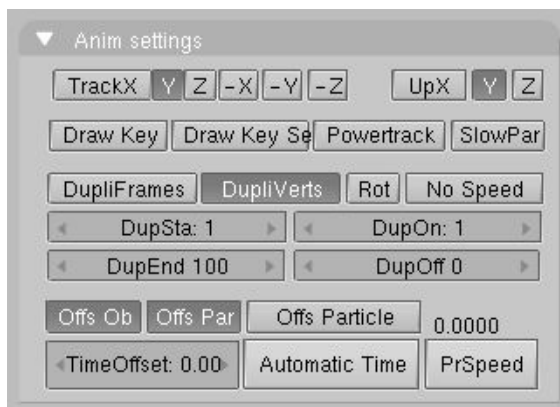 Anim settings
TrackX Y Z -X -Y -Z UpX Y Z
Draw Key Draw Key Se Powertrack SlowPar
DupliFrames DupliVerts Rot No Speed
DupSta: 1 DupOn: 1
DupEnd 100 DupOff 0
Offs Ob Offs Par Offs Particle 0.0000
TimeOffset: 0.00 Automatic Time PrSpeed